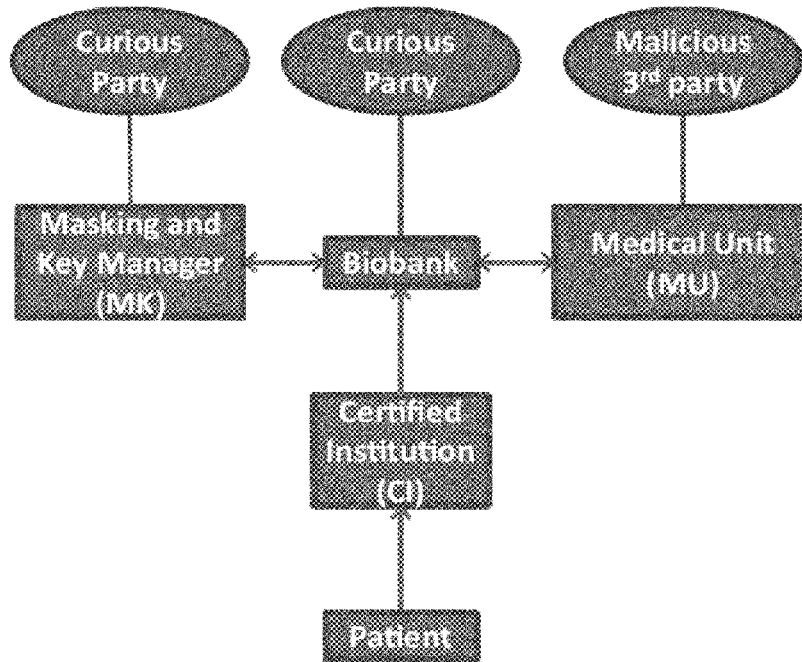 Curious
Party
Curious
Party
Malicious
3rd party
Masking and
Key Manager
(MK)
Biobank
Medical Unit
(MU)
Certified
Institution
(CI)
Patient